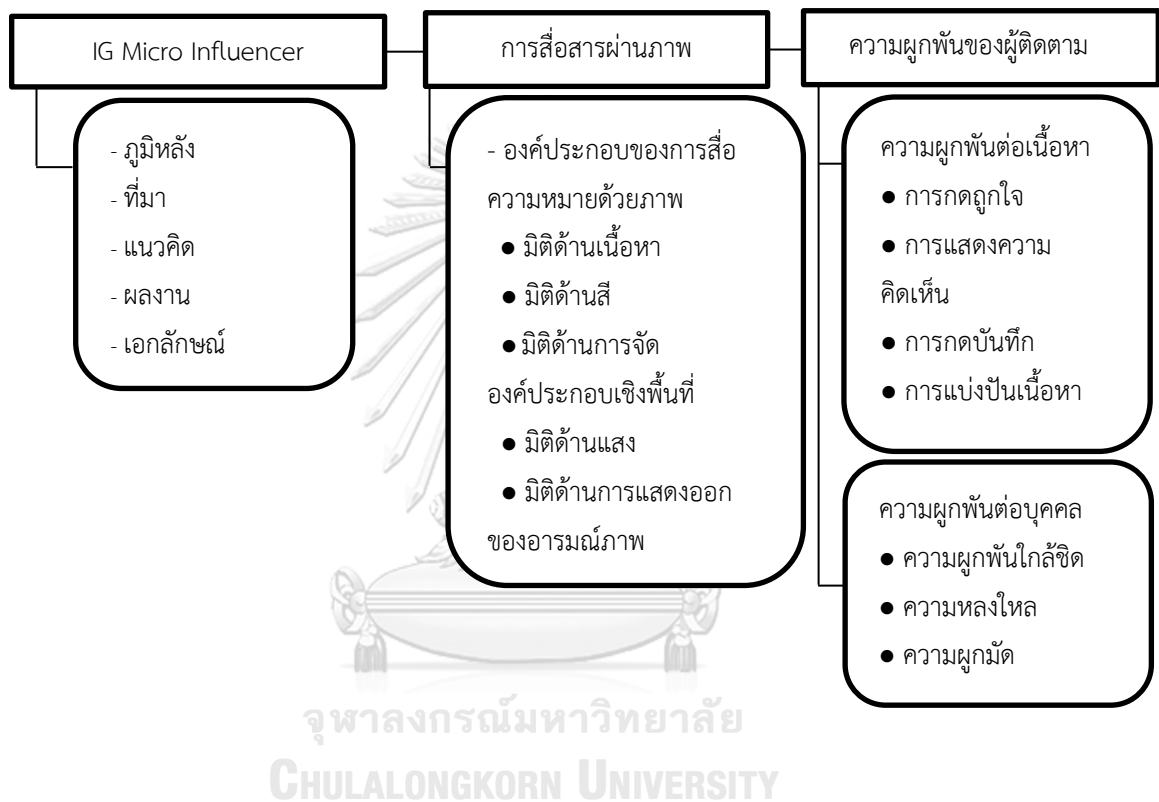 IG Micro Influencer
การสื่อสารผ่านภาพ
ความผูกพันของผู้ติดตาม
- ภูมิหลัง
- ที่มา
- แนวคิด
- ผลงาน
- เอกลักษณ์
- องค์ประกอบของการสื่อ
ความหมายด้วยภาพ
● มิติด้านเนื้อหา
● มิติด้านสี
● มิติด้านการจัด
องค์ประกอบเชิงพื้นที่
● มิติด้านแสง
● มิติด้านการแสดงออก
ของอารมณ์ภาพ
ความผูกพันต่อเนื้อหา
● การกดถูกใจ
● การแสดงความ
คิดเห็น
● การกดบันทึก
● การแบ่งปันเนื้อหา
ความผูกพันต่อบุคคล
● ความผูกพันใกล้ชิด
● ความหลงใหล
● ความผูกมัด
จุฬาลงกรณ์มหาวิทยาลัย
CHULALONGKORN UNIVERSITY